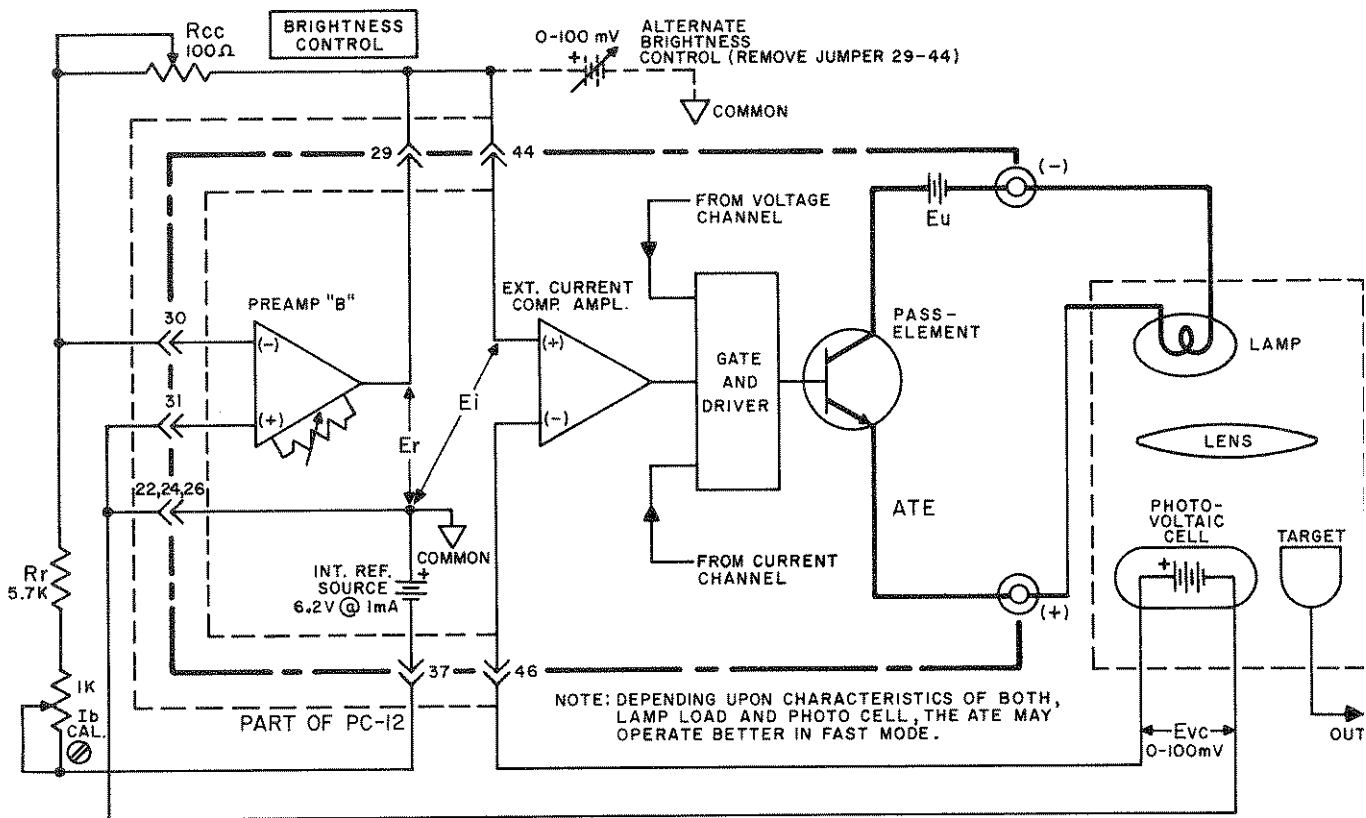 Rcc
100Ω
BRIGHTNESS
CONTROL
0-100 mV
+
ALTERNATE
BRIGHTNESS
CONTROL (REMOVE JUMPER 29-44)
COMMON
29
44
(-)
FROM VOLTAGE
CHANNEL
Eu
EXT. CURRENT
COMP. AMPL.
PREAMP "B"
PASS-
ELEMENT
30
(-)
(+)
LAMP
GATE
AND
DRIVER
Ei
31
(+)
(-)
Er
LENS
22,24,26
ATE
PHOTO-
VOLTAIC
CELL
TARGET
COMMON
FROM CURRENT
CHANNEL
Rr
5.7K
INT. REF.
SOURCE
6.2V @ 1mA
+
+
(+)
37
46
1K
Ib
CAL.
PART OF PC-12
NOTE: DEPENDING UPON CHARACTERISTICS OF BOTH,
LAMP LOAD AND PHOTO CELL, THE ATE MAY
OPERATE BETTER IN FAST MODE.
Evc
0-100mV
OUT